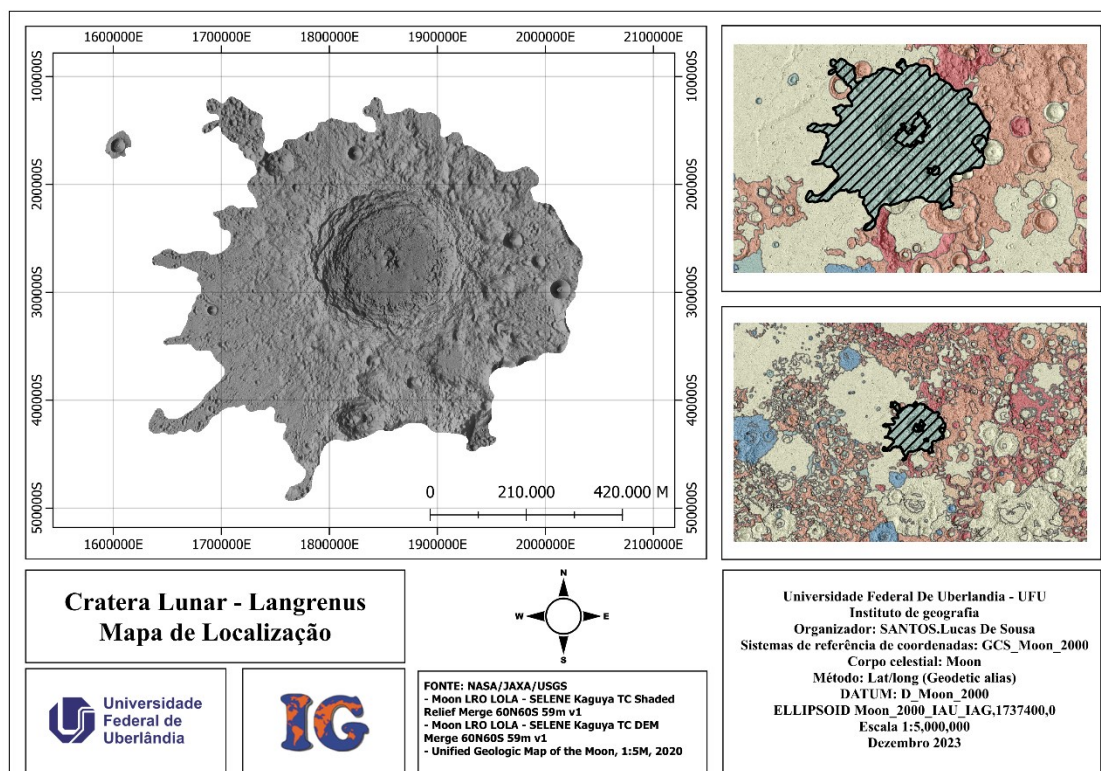 1600000E 1700000E 1800000E 1900000E 2000000E 2100000E
100000S
200000S
300000S
400000S
500000S
100000S
200000S
300000S
400000S
500000S
0 210.000 420.000 M
1600000E 1700000E 1800000E 1900000E 2000000E 2100000E
Cratera Lunar - Langrenus
Mapa de Localização
N
W E
S
Universidade
Federal de
Uberlândia
IG
FONTE: NASA/JAXA/USGS
- Moon LRO LOLA - SELENE Kaguya TC Shaded
Relief Merge 60N60S 59m v1
- Moon LRO LOLA - SELENE Kaguya TC DEM
Merge 60N60S 59m v1
- Unified Geologic Map of the Moon, 1:5M, 2020
Universidade Federal De Uberlandia - UFU
Instituto de geografia
Organizador: SANTOS.Lucas De Sousa
Sistemas de referência de coordenadas: GCS_Moon_2000
Corpo celestial: Moon
Método: Lat/long (Geodetic alias)
DATUM: D_Moon_2000
ELLIPSOID Moon_2000_IAU_IAG,1737400,0
Escala 1:5,000,000
Dezembro 2023